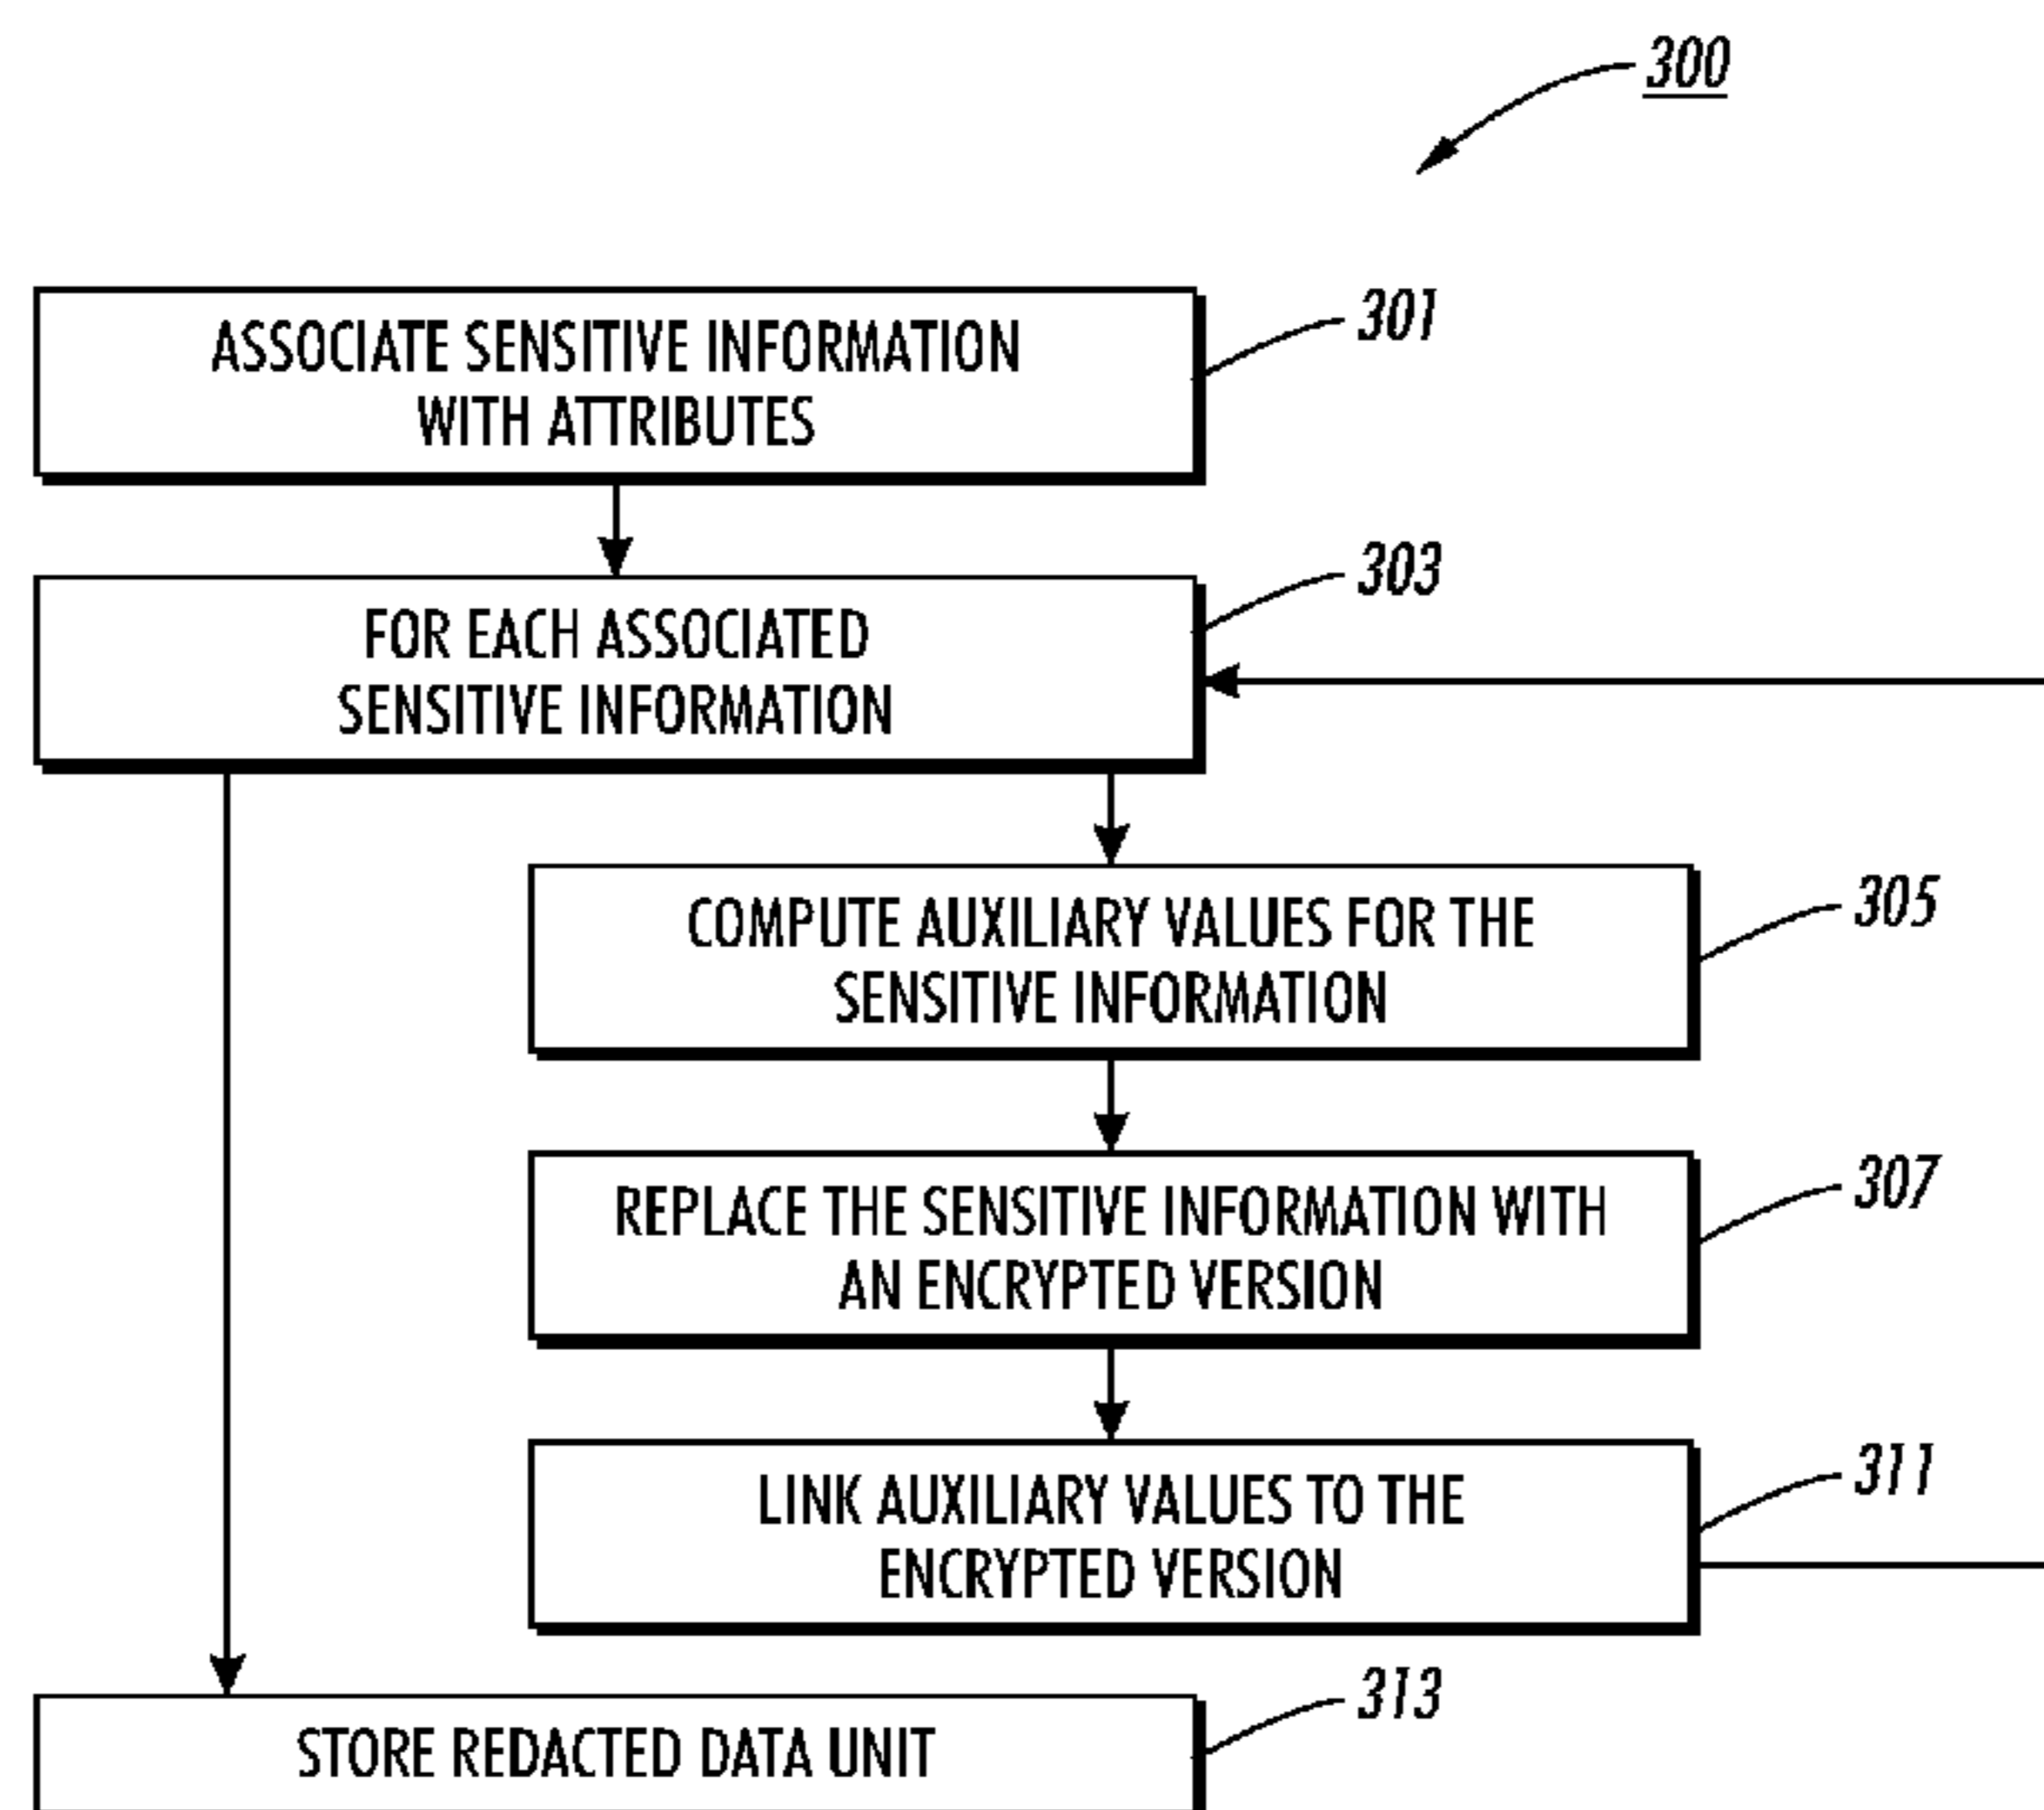 300
ASSOCIATE SENSITIVE INFORMATION
WITH ATTRIBUTES
301
FOR EACH ASSOCIATED
SENSITIVE INFORMATION
303
COMPUTE AUXILIARY VALUES FOR THE
SENSITIVE INFORMATION
305
REPLACE THE SENSITIVE INFORMATION WITH
AN ENCRYPTED VERSION
307
LINK AUXILIARY VALUES TO THE
ENCRYPTED VERSION
311
STORE REDACTED DATA UNIT
313